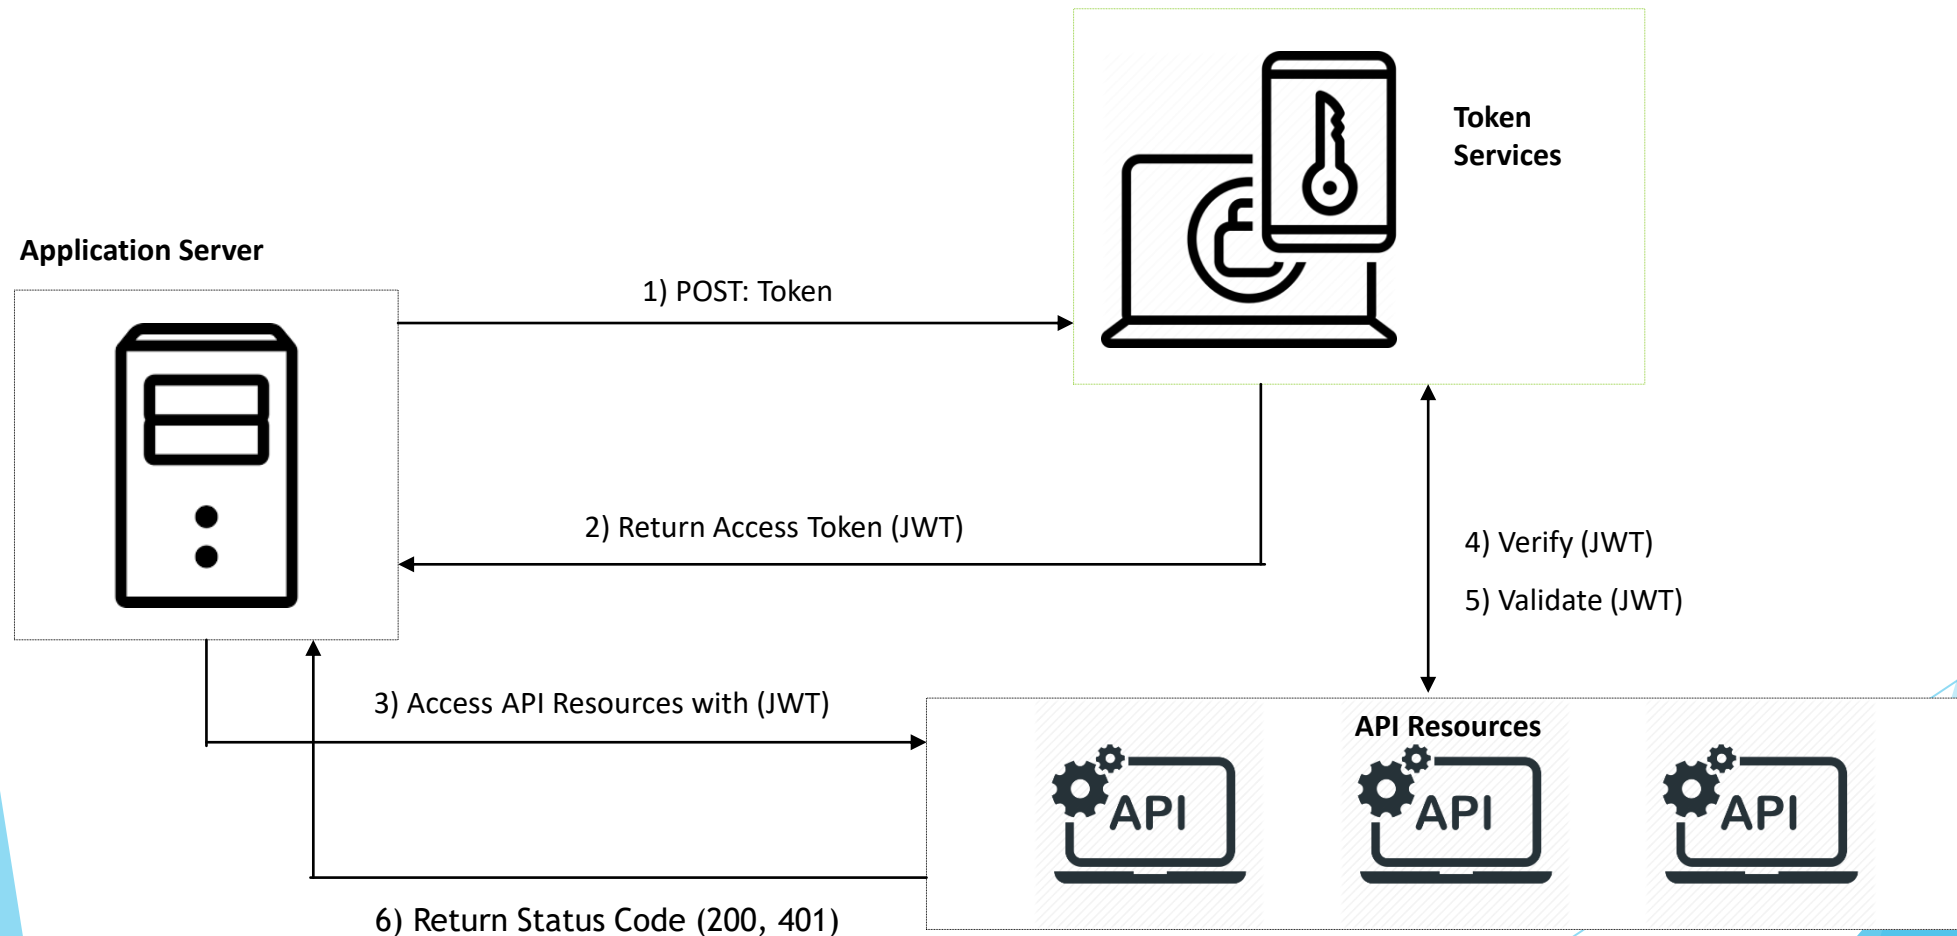 Token
Services
Application Server
1) POST: Token
2) Return Access Token (JWT)
4) Verify (JWT)
5) Validate (JWT)
3) Access API Resources with (JWT)
API Resources
API
API
API
6) Return Status Code (200, 401)